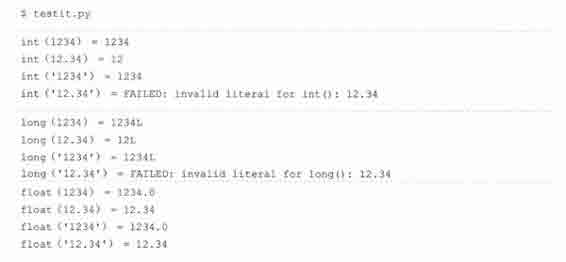 $ testit.py
int (1234) = 1234
int (12.34) = 12
int ('1234') = 1234
int ('12.34') = FAILED: invalid literal for int(): 12.34
long (1234) = 1234L
long (12.34) = 12L
long ('1234') = 1234L
long ('12.34') = FAILED: invalid literal for long(): 12.34
float (1234) = 1234.0
float (12.34) = 12.34
float ('1234') = 1234.0
float ('12.34') = 12.34